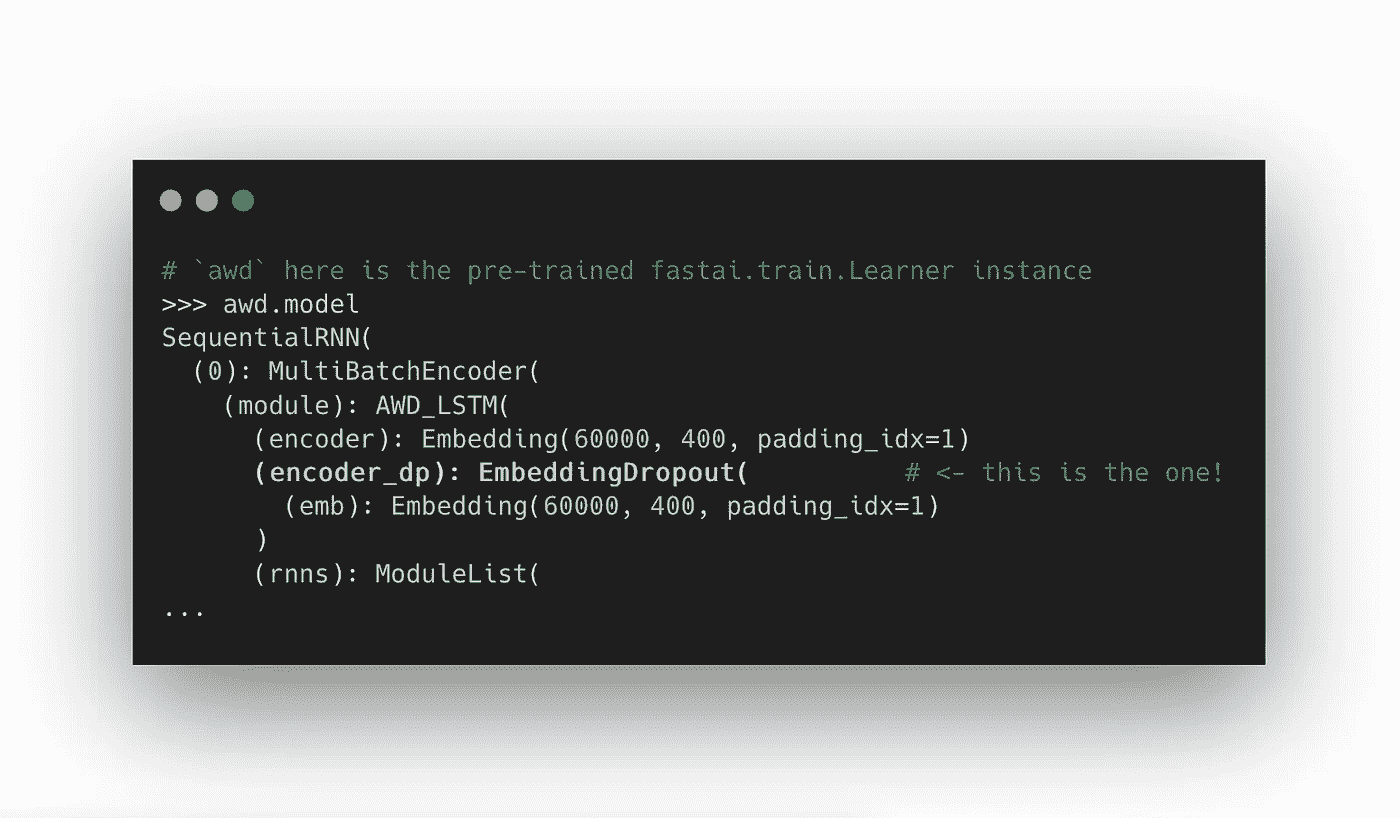 # `awd` here is the pre-trained fastai.train.Learner instance
>>> awd.model
SequentialRNN(
  (0): MultiBatchEncoder(
    (module): AWD_LSTM(
      (encoder): Embedding(60000, 400, padding_idx=1)
      (encoder_dp): EmbeddingDropout(          # <- this is the one!
        (emb): Embedding(60000, 400, padding_idx=1)
      )
      (rnns): ModuleList(
...